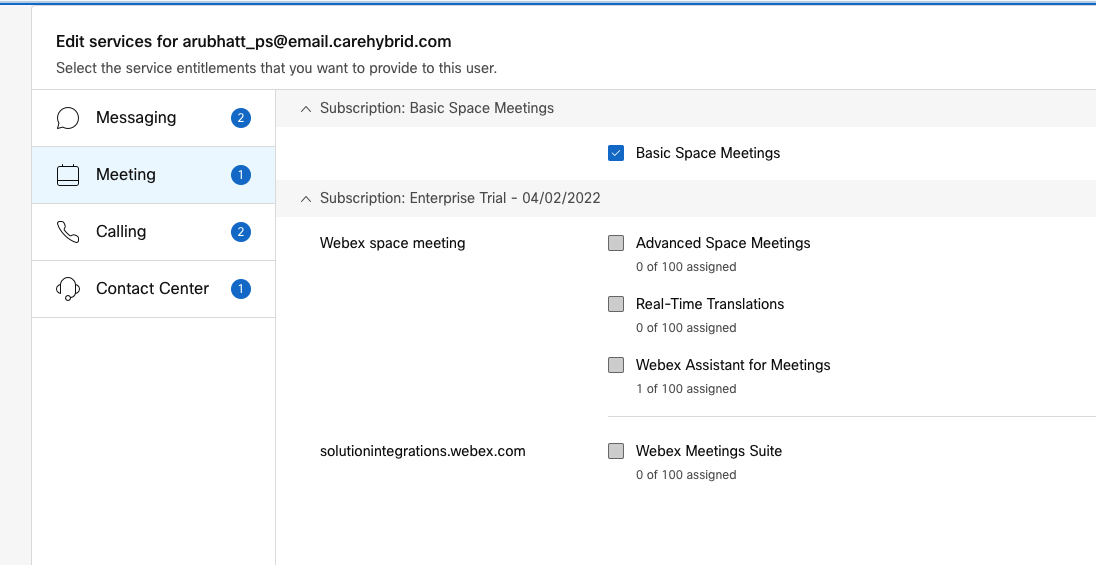 Edit services for arubhatt_ps@email.carehybrid.com
Select the service entitlements that you want to provide to this user.
Messaging 2
Meeting 1
Calling 2
Contact Center 1
Subscription: Basic Space Meetings
Basic Space Meetings
Subscription: Enterprise Trial - 04/02/2022
Webex space meeting
Advanced Space Meetings
0 of 100 assigned
Real-Time Translations
0 of 100 assigned
Webex Assistant for Meetings
1 of 100 assigned
solutionintegrations.webex.com
Webex Meetings Suite
0 of 100 assigned